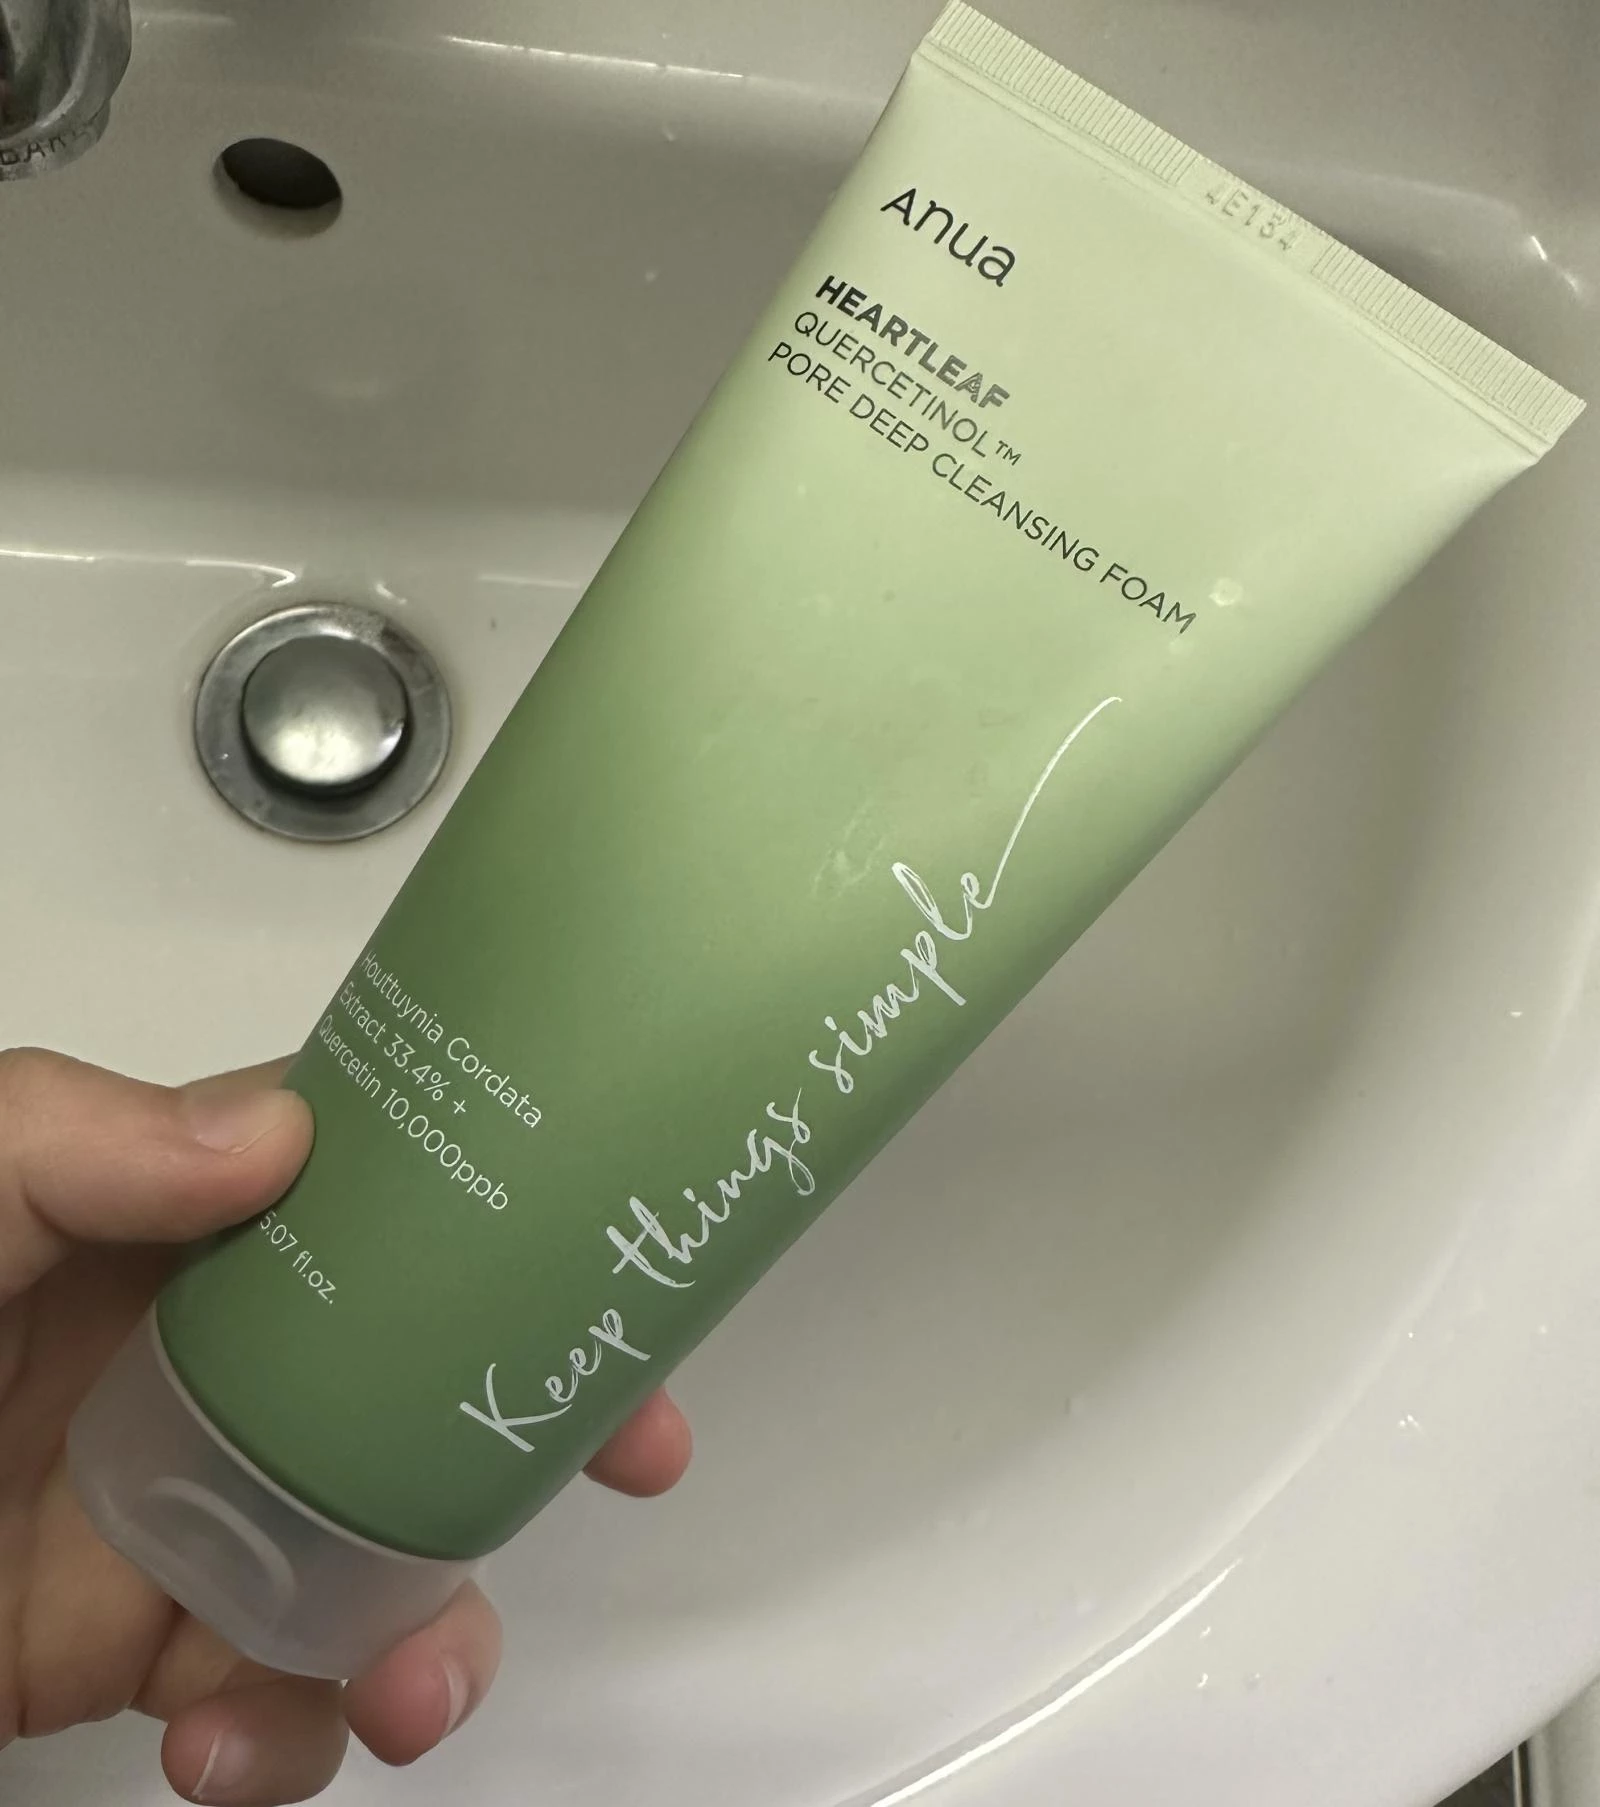 Anua
HEARTLEAF
QUERCETINOL™
PORE DEEP CLEANSING FOAM
Keep things simple
Houttuynia Cordata
Extract 33.4% +
Quercetin 10,000ppb
5.07 fl.oz.